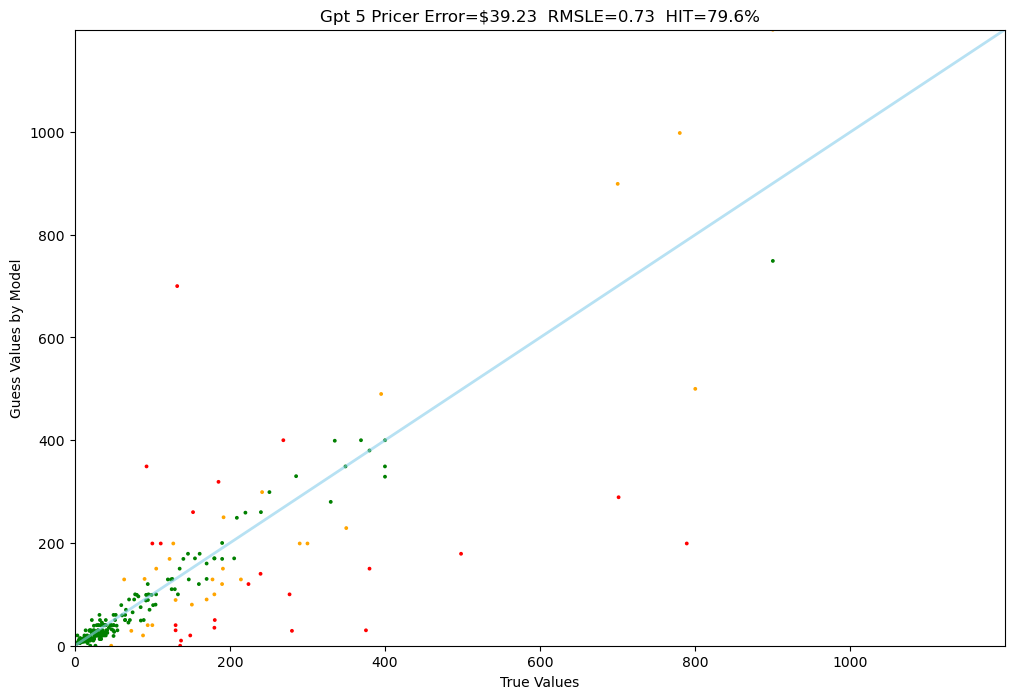 Gpt 5 Pricer Error=$39.23 RMSLE=0.73 HIT=79.6%
1000
800
600
400
200
0
Guess Values by Model
0 200 400 600 800 1000
True Values